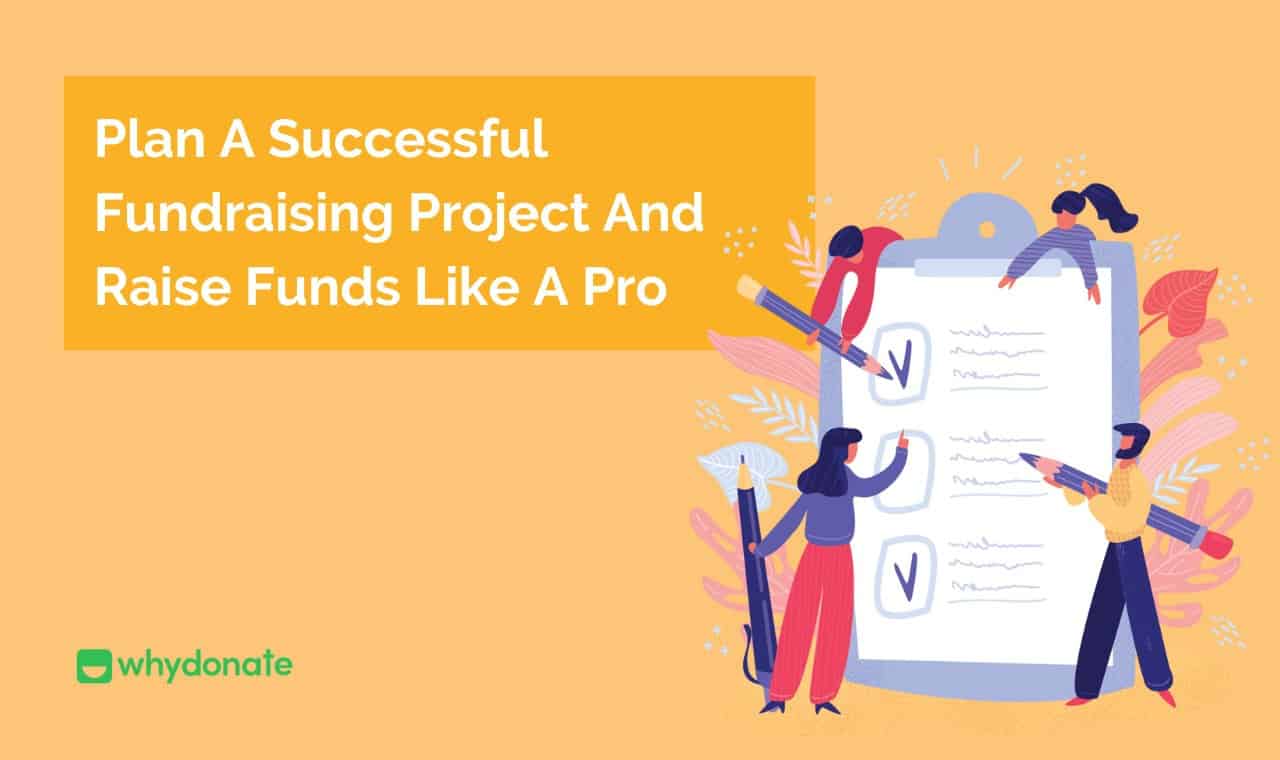 Plan A Successful
Fundraising Project And
Raise Funds Like A Pro
whydonate